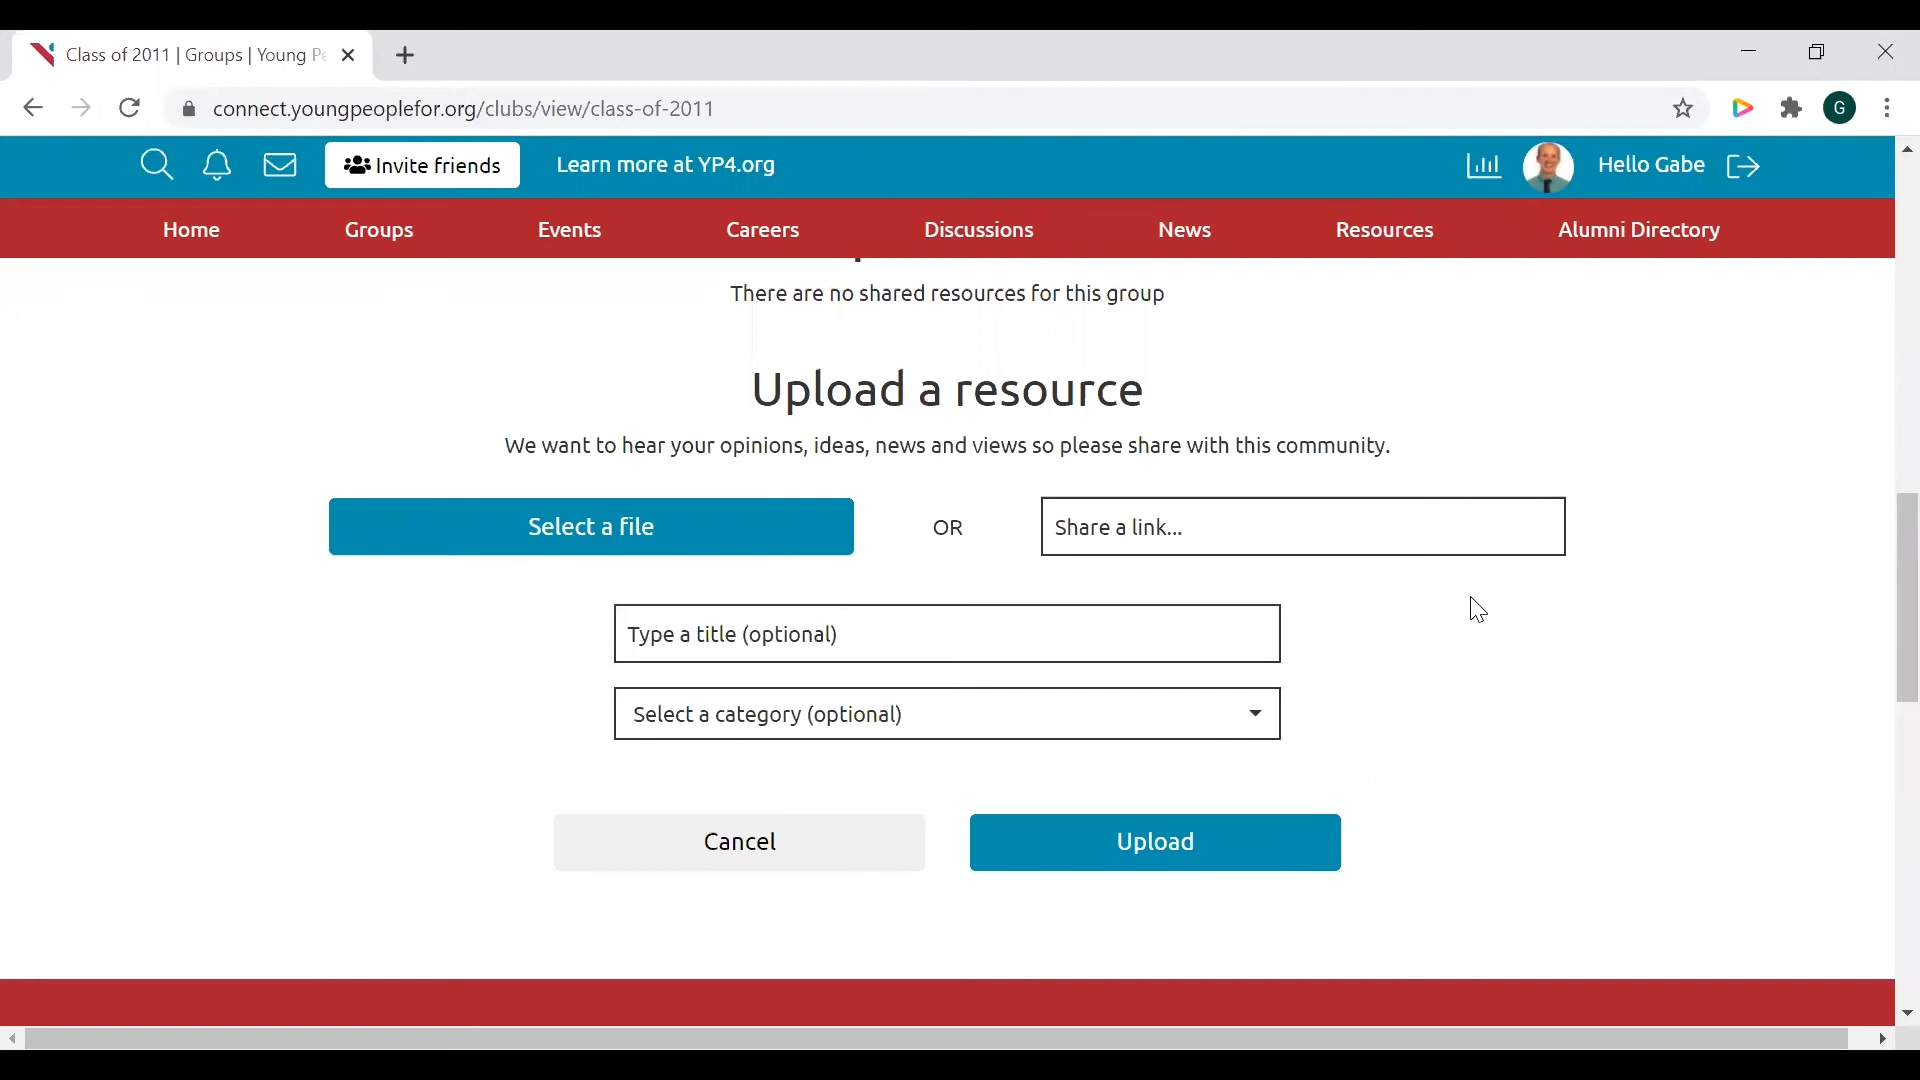 Class of 2011 | Groups | Young Pe
connect.youngpeoplefor.org/clubs/view/class-of-2011
G
Invite friends
Learn more at YP4.org
Hello Gabe
Home Groups Events Careers Discussions News Resources Alumni Directory
There are no shared resources for this group
Upload a resource
We want to hear your opinions, ideas, news and views so please share with this community.
Select a file OR Share a link...
Type a title (optional)
Select a category (optional)
Cancel Upload